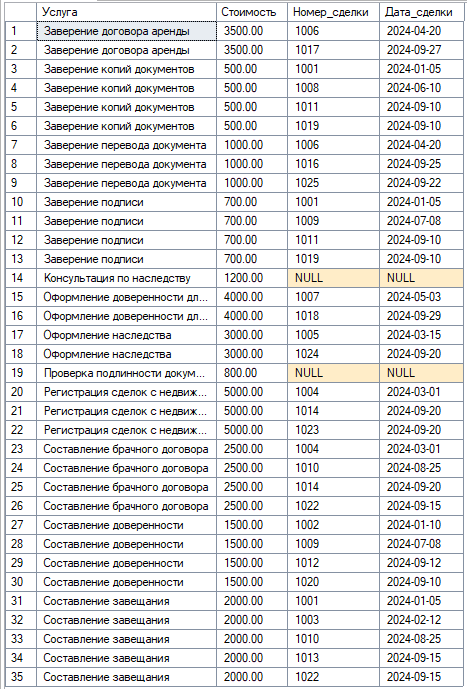 Услуга Стоимость Номер_сделки Дата_сделки
1 Заверение договора аренды 3500.00 1006 2024-04-20
2 Заверение договора аренды 3500.00 1017 2024-09-27
3 Заверение копий документов 500.00 1001 2024-01-05
4 Заверение копий документов 500.00 1008 2024-06-10
5 Заверение копий документов 500.00 1011 2024-09-10
6 Заверение копий документов 500.00 1019 2024-09-10
7 Заверение перевода документа 1000.00 1006 2024-04-20
8 Заверение перевода документа 1000.00 1016 2024-09-25
9 Заверение перевода документа 1000.00 1025 2024-09-22
10 Заверение подписи 700.00 1001 2024-01-05
11 Заверение подписи 700.00 1009 2024-07-08
12 Заверение подписи 700.00 1011 2024-09-10
13 Заверение подписи 700.00 1019 2024-09-10
14 Консультация по наследству 1200.00 NULL NULL
15 Оформление доверенности дл... 4000.00 1007 2024-05-03
16 Оформление доверенности дл... 4000.00 1018 2024-09-29
17 Оформление наследства 3000.00 1005 2024-03-15
18 Оформление наследства 3000.00 1024 2024-09-20
19 Проверка подлинности докум... 800.00 NULL NULL
20 Регистрация сделок с недвиж... 5000.00 1004 2024-03-01
21 Регистрация сделок с недвиж... 5000.00 1014 2024-09-20
22 Регистрация сделок с недвиж... 5000.00 1023 2024-09-20
23 Составление брачного договора 2500.00 1004 2024-03-01
24 Составление брачного договора 2500.00 1010 2024-08-25
25 Составление брачного договора 2500.00 1014 2024-09-20
26 Составление брачного договора 2500.00 1022 2024-09-15
27 Составление доверенности 1500.00 1002 2024-01-10
28 Составление доверенности 1500.00 1009 2024-07-08
29 Составление доверенности 1500.00 1012 2024-09-12
30 Составление доверенности 1500.00 1020 2024-09-10
31 Составление завещания 2000.00 1001 2024-01-05
32 Составление завещания 2000.00 1003 2024-02-12
33 Составление завещания 2000.00 1010 2024-08-25
34 Составление завещания 2000.00 1013 2024-09-15
35 Составление завещания 2000.00 1022 2024-09-15